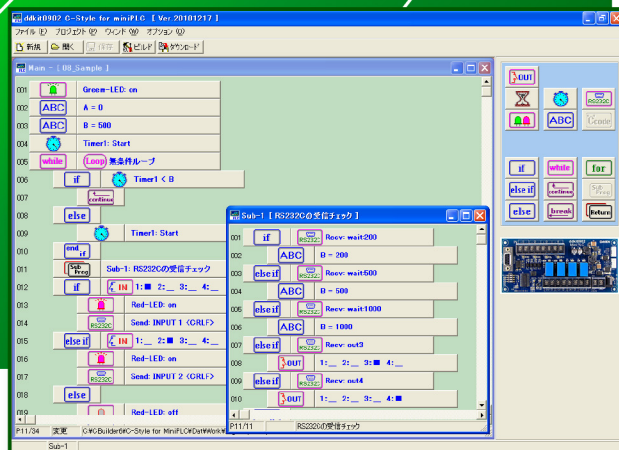 ddkit0902 C-Style for miniPLC [ Ver.20101217 ]
ファイル (F) プロジェクト (P) ウインドウ (W) オプション (O)
新規 開く 保存 ビルド ダウンロード
Main - [ 08_Sample ]
001 Green-LED: on
002 ABC A = 0
003 ABC B = 500
004 Timer1: Start
005 while Loop 無条件ループ
006 if Timer1 < B
007 continue
008 else
009 Timer1: Start
010 end if
011 Sub Prog Sub-1: RS232Cの受信チェック
012 if IN 1:■ 2:_ 3:_ 4:_
013 Red-LED: on
014 RS232C Send: INPUT 1 <CRLF>
015 else if IN 1:_ 2:■ 3:_ 4:_
016 Red-LED: on
017 RS232C Send: INPUT 2 <CRLF>
018 else
019 Red-LED: off
P11/34 変更
Sub-1 [ RS232Cの受信チェック ]
001 if RS232C Recv: wait200
002 ABC B = 200
003 else if RS232C Recv: wait500
004 ABC B = 500
005 else if RS232C Recv: wait1000
006 ABC B = 1000
007 else if RS232C Recv: out3
008 OUT 1:_ 2:_ 3:■ 4:_
009 else if RS232C Recv: out4
010 OUT 1:_ 2:_ 3:_ 4:■
P11/11 RS232Cの受信チェック
OUT
RS232C
ABC C code
if while for
else if continue Sub Prog
else break Return
Sub-1